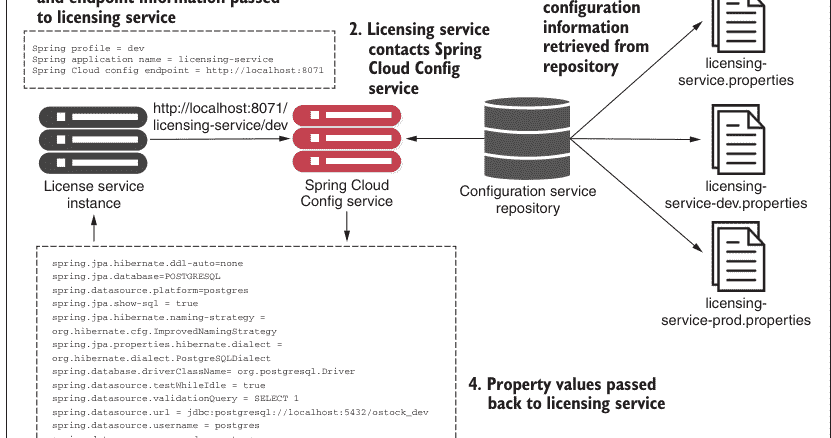 and endpoint information passed
to licensing service
Spring profile = dev
Spring application name = licensing-service
Spring Cloud config endpoint = http://localhost:8071
2. Licensing service
contacts Spring
Cloud Config
service
configuration
information
retrieved from
repository
licensing-
service.properties
http://localhost:8071/
licensing-service/dev
License service
instance
Spring Cloud
Config service
Configuration service
repository
licensing-
service-dev.properties
licensing-
service-prod.properties
spring.jpa.hibernate.ddl-auto=none
spring.jpa.database=POSTGRESQL
spring.datasource.platform=postgres
spring.jpa.show-sql = true
spring.jpa.hibernate.naming-strategy =
org.hibernate.cfg.ImprovedNamingStrategy
spring.jpa.properties.hibernate.dialect =
org.hibernate.dialect.PostgreSQLDialect
spring.database.driverClassName= org.postgresql.Driver
spring.datasource.testWhileIdle = true
spring.datasource.validationQuery = SELECT 1
spring.datasource.url = jdbc:postgresql://localhost:5432/ostock_dev
spring.datasource.username = postgres
4. Property values passed
back to licensing service